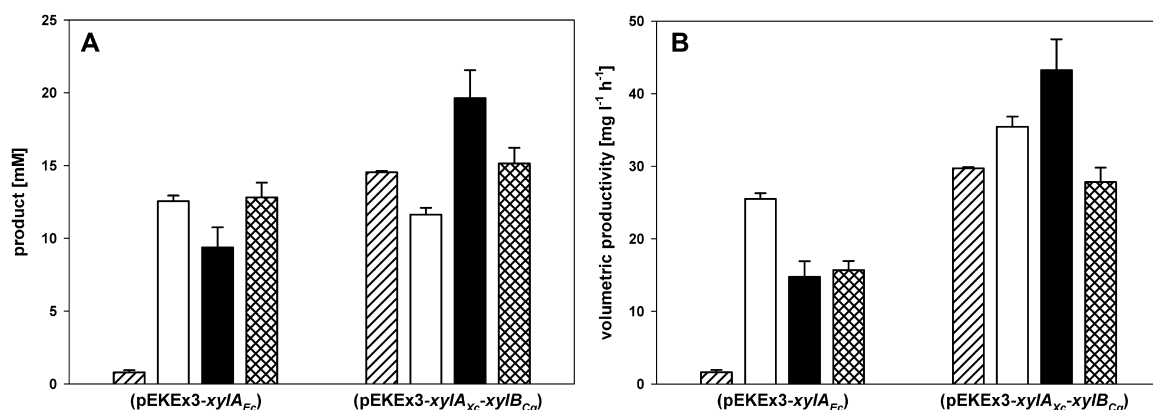 A
product [mM]
25
20
15
10
5
0
(pEKEx3-xylA_Ec)
(pEKEx3-xylA_Xc-xylB_Cg)
B
volumetric productivity [mg l⁻¹ h⁻¹]
50
40
30
20
10
0
(pEKEx3-xylA_Ec)
(pEKEx3-xylA_Xc-xylB_Cg)